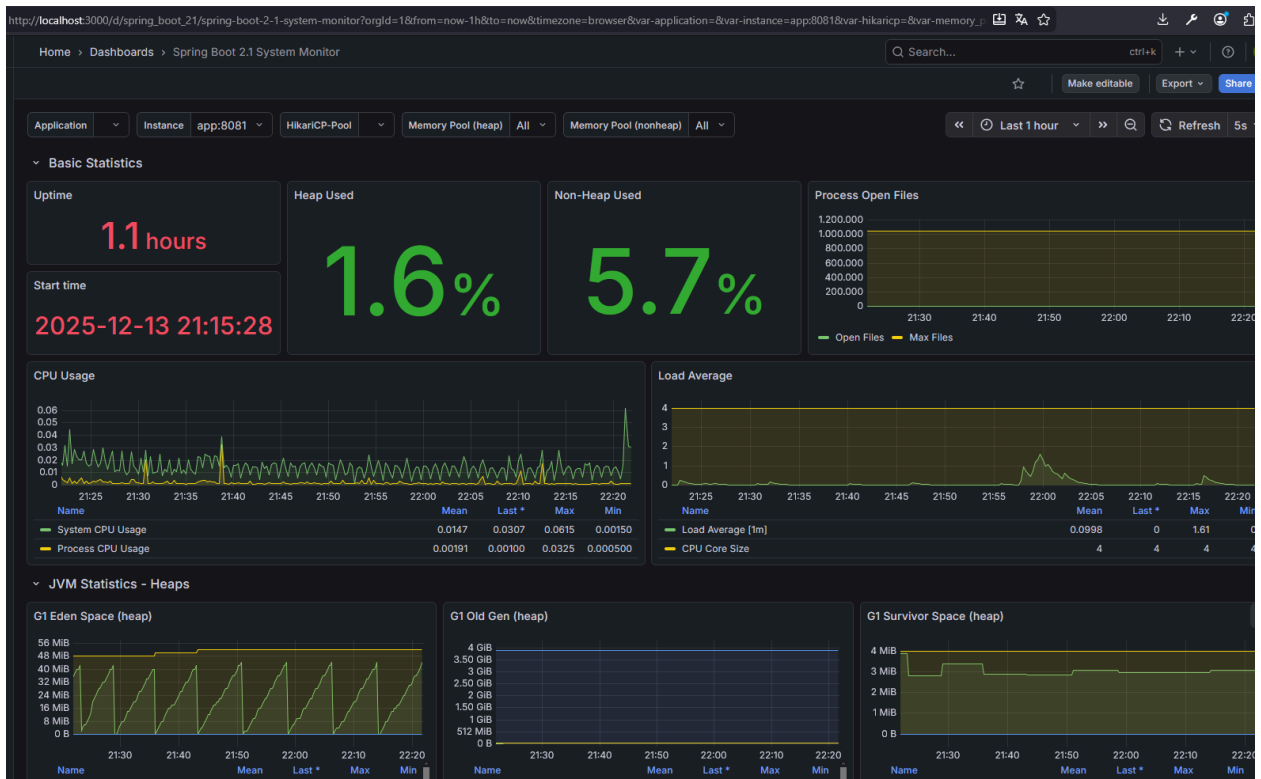 http://localhost:3000/d/spring_boot_21/spring-boot-2-1-system-monitor?orgId=1&from=now-1h&to=now&timezone=browser&var-application=&var-instance=app:8081&var-hikaricp=&var-memory_p
Home › Dashboards › Spring Boot 2.1 System Monitor
Search... ctrl+k
Make editable Export Share
Application Instance app:8081 HikariCP-Pool Memory Pool (heap) All Memory Pool (nonheap) All Last 1 hour Refresh 5s
Basic Statistics
Uptime
1.1 hours
Start time
2025-12-13 21:15:28
Heap Used
1.6%
Non-Heap Used
5.7%
Process Open Files
1.200.000
1.000.000
800.000
600.000
400.000
200.000
0
21:30 21:40 21:50 22:00 22:10 22:20
Open Files Max Files
CPU Usage
0.06
0.05
0.04
0.03
0.02
0.01
0
21:25 21:30 21:35 21:40 21:45 21:50 21:55 22:00 22:05 22:10 22:15 22:20
Name Mean Last * Max Min
System CPU Usage 0.0147 0.0307 0.0615 0.00150
Process CPU Usage 0.00191 0.00100 0.0325 0.000500
Load Average
4
3
2
1
0
21:25 21:30 21:35 21:40 21:45 21:50 21:55 22:00 22:05 22:10 22:15 22:20
Name Mean Last * Max Min
Load Average [1m] 0.0998 0 1.61 0
CPU Core Size 4 4 4 4
JVM Statistics - Heaps
G1 Eden Space (heap)
56 MiB
48 MiB
40 MiB
32 MiB
24 MiB
16 MiB
8 MiB
0 B
21:30 21:40 21:50 22:00 22:10 22:20
Name Mean Last * Max Min
G1 Old Gen (heap)
4 GiB
3.50 GiB
3 GiB
2.50 GiB
2 GiB
1.50 GiB
1 GiB
512 MiB
0 B
21:30 21:40 21:50 22:00 22:10 22:20
Name Mean Last * Max Min
G1 Survivor Space (heap)
4 MiB
3 MiB
2 MiB
1 MiB
0 B
21:30 21:40 21:50 22:00 22:10 22:20
Name Mean Last * Max Min